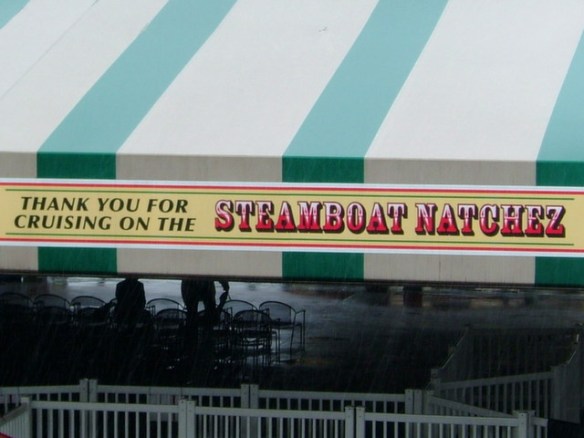 THANK YOU FOR
CRUISING ON THE STEAMBOAT NATCHEZ